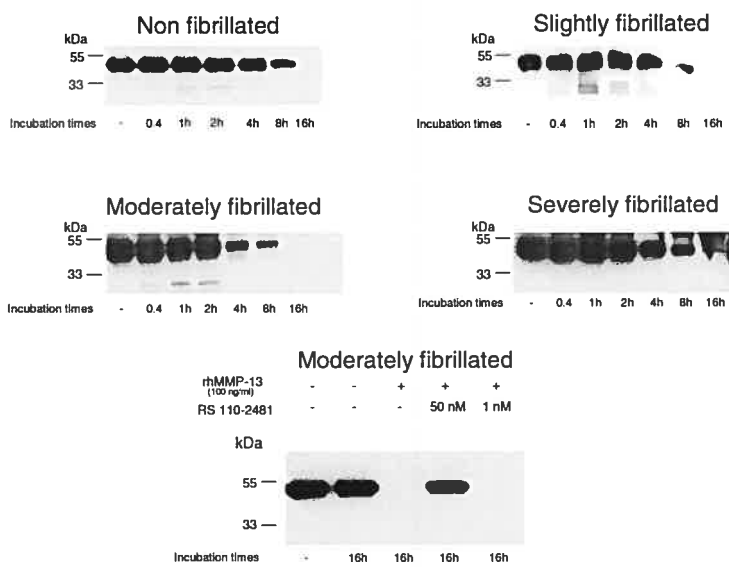 Non fibrillated
kDa
55
33
Incubation times - 0.4 1h 2h 4h 8h 16h
Slightly fibrillated
kDa
55
33
Incubation times - 0.4 1h 2h 4h 8h 16h
Moderately fibrillated
kDa
55
33
Incubation times - 0.4 1h 2h 4h 8h 16h
Severely fibrillated
kDa
55
33
Incubation times - 0.4 1h 2h 4h 8h 16h
Moderately fibrillated
rhMMP-13 - - + + +
(100 ng/ml)
RS 110-2481 - - - 50 nM 1 nM
kDa
55
33
Incubation times - 16h 16h 16h 16h